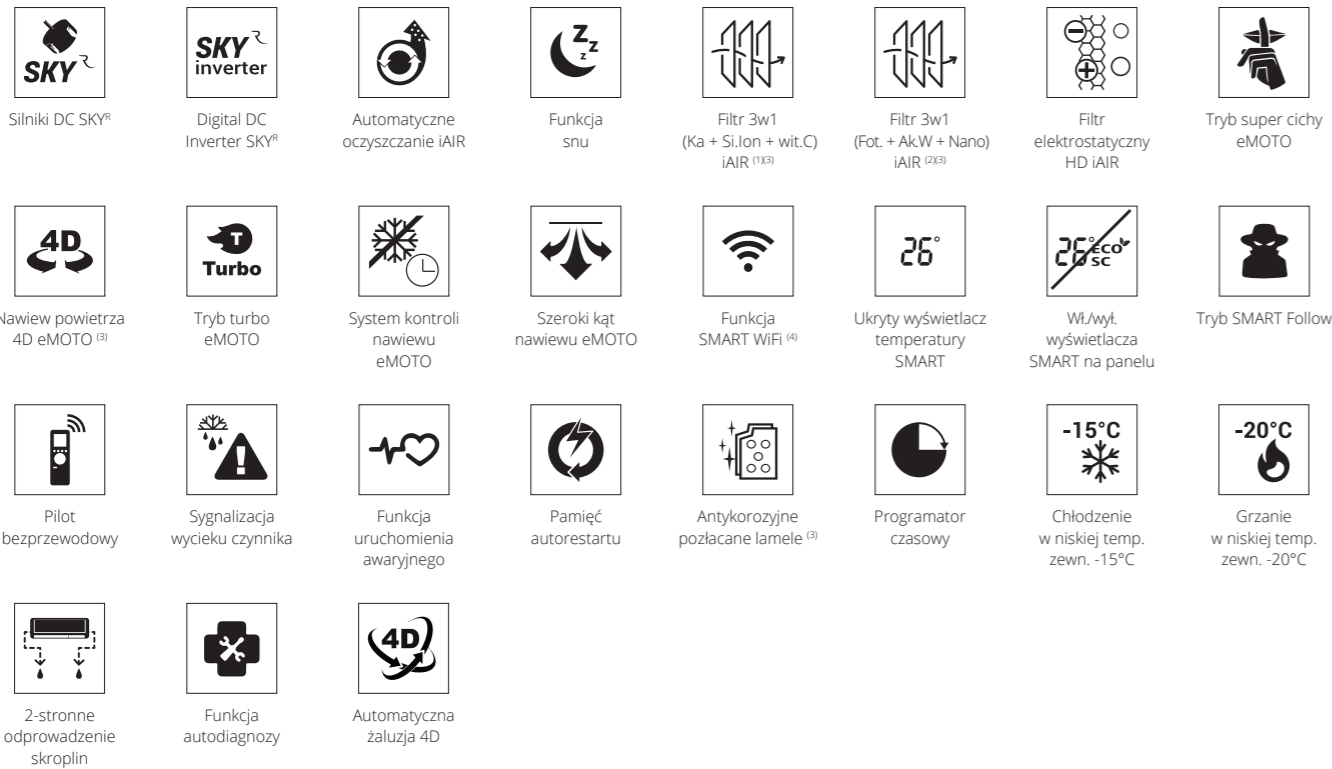 SKY R
Silniki DC SKYᴿ
SKY R
inverter
Digital DC
Inverter SKYᴿ
Automatyczne
oczyszczanie iAIR
Z z z
Funkcja
snu
Filtr 3w1
(Ka + Si.Ion + wit.C)
iAIR (1)(3)
Filtr 3w1
(Fot. + Ak.W + Nano)
iAIR (2)(3)
Filtr
elektrostatyczny
HD iAIR
Tryb super cichy
eMOTO
4D
Nawiew powietrza
4D eMOTO (3)
T
Turbo
Tryb turbo
eMOTO
System kontroli
nawiewu
eMOTO
Szeroki kąt
nawiewu eMOTO
Funkcja
SMART WiFi (4)
26°
Ukryty wyświetlacz
temperatury
SMART
26° ECO
SC
Wł./wył.
wyświetlacza
SMART na panelu
Tryb SMART Follow
Pilot
bezprzewodowy
!
Sygnalizacja
wycieku czynnika
Funkcja
uruchomienia
awaryjnego
Pamięć
autorestartu
Antykorozyjne
pozłacane lamele (3)
Programator
czasowy
-15°C
Chłodzenie
w niskiej temp.
zewn. -15°C
-20°C
Grzanie
w niskiej temp.
zewn. -20°C
2-stronne
odprowadzenie
skroplin
Funkcja
autodiagnozy
4D
Automatyczna
żaluzja 4D